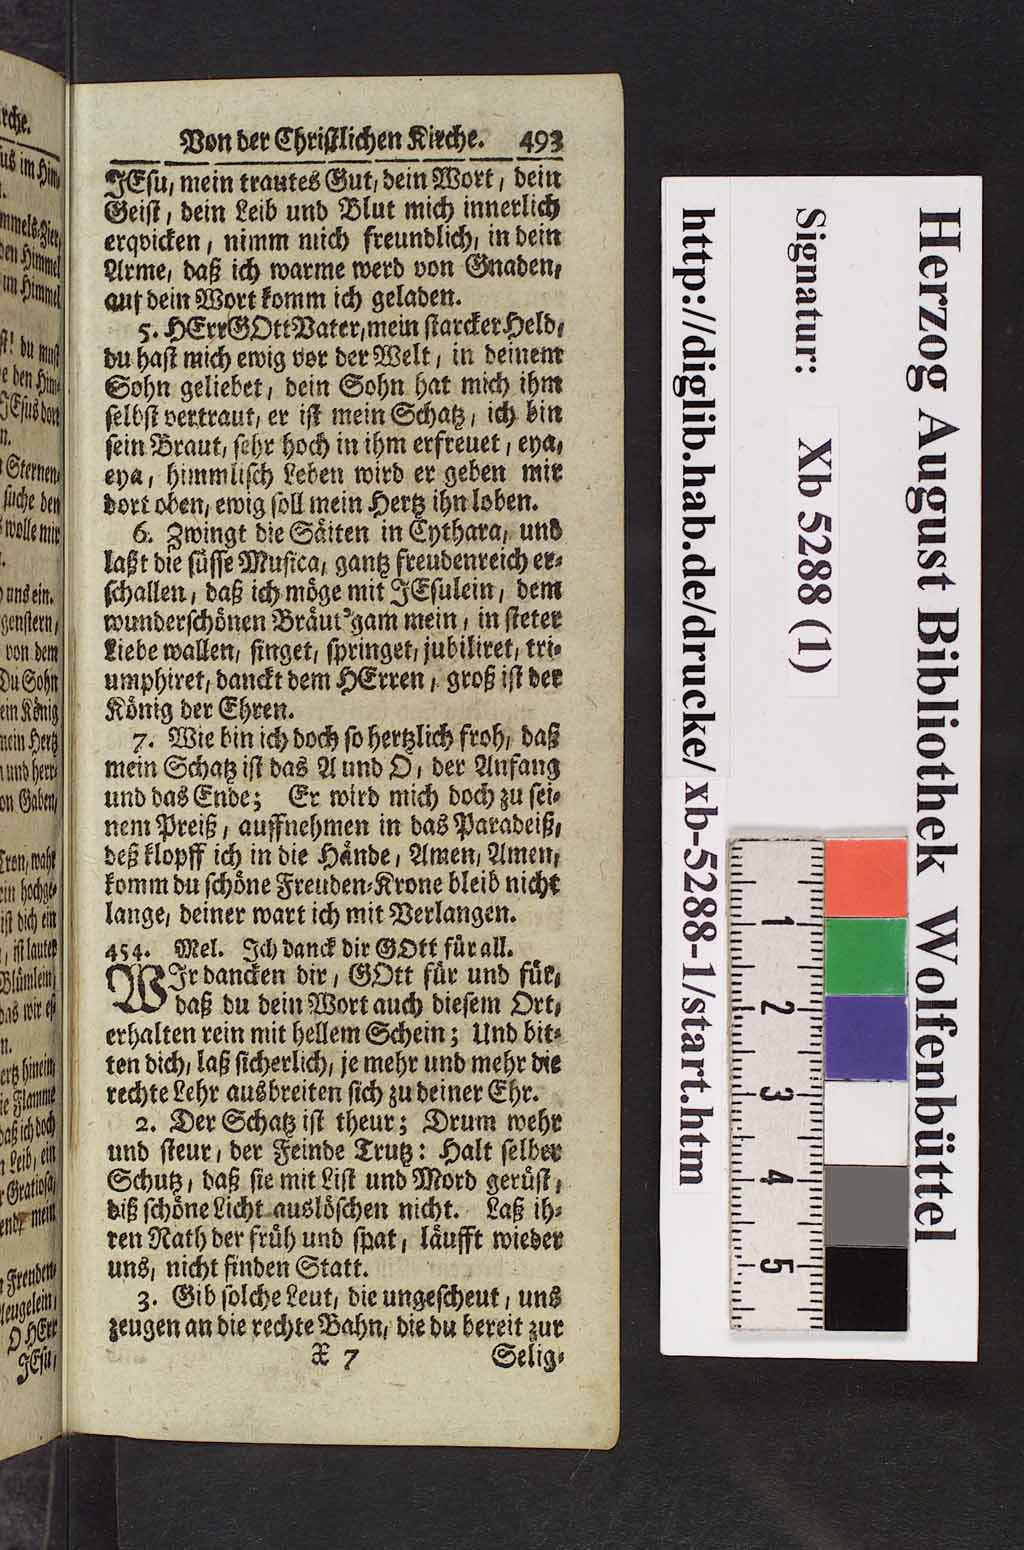 Von der Christlichen Kirche. 493
JEsu, mein trautes Gut, dein Wort, dein
Geist, dein Leib und Blut mich innerlich
erqvicken, nimm mich freundlich, in dein
Arme, daß ich warme werd von Gnaden,
auf dein Wort komm ich geladen.
5. HErr GOtt Vater, mein starcker Held,
du hast mich ewig vor der Welt, in deinem
Sohn geliebet, dein Sohn hat mich ihm
selbst vertraut, er ist mein Schatz, ich bin
sein Braut, sehr hoch in ihm erfreuet, eya,
eya, himmlisch Leben wird er geben mir
dort oben, ewig soll mein Hertz ihn loben.
6. Zwingt die Säiten in Cythara, und
laßt die süsse Musica, gantz freudenreich er-
schallen, daß ich möge mit JEsulein, dem
wunderschönen Bräut'gam mein, in steter
Liebe wallen, singet, springet, jubiliret, tri-
umphiret, danckt dem HErren, groß ist der
König der Ehren.
7. Wie bin ich doch so hertzlich froh, daß
mein Schatz ist das A und O, der Anfang
und das Ende; Er wird mich doch zu sei-
nem Preiß, auffnehmen in das Paradeiß,
deß klopff ich in die Hände, Amen, Amen,
komm du schöne Freuden-Krone bleib nicht
lange, deiner wart ich mit Verlangen.
454. Mel. Ich danck dir GOtt für all.
WIr dancken dir, GOtt für und für,
daß du dein Wort auch diesem Ort,
erhalten rein mit hellem Schein; Und bit-
ten dich, laß sicherlich, je mehr und mehr die
rechte Lehr ausbreiten sich zu deiner Ehr.
2. Der Schatz ist theur; Drum wehr
und steur, der Feinde Trutz: Halt selber
Schutz, daß sie mit List und Mord gerüst,
diß schöne Licht auslöschen nicht. Laß ih-
ren Rath der früh und spat, läufft wieder
uns, nicht finden Statt.
3. Gib solche Leut, die ungescheut, uns
zeugen an die rechte Bahn, die du bereit zur
X 7 Selig-
Herzog August Bibliothek Wolfenbüttel
Signatur: Xb 5288 (1)
http://diglib.hab.de/drucke/ xb-5288-1/start.htm
1
2
3
4
5